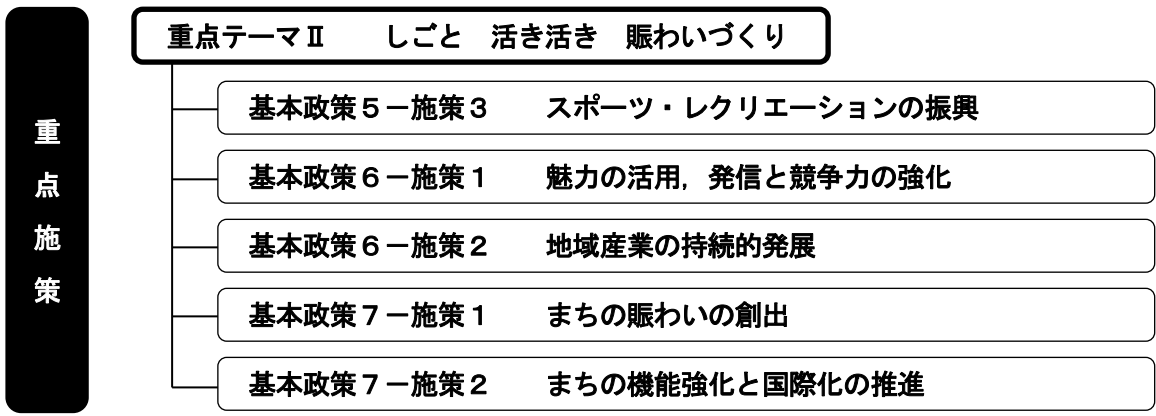 重点施策
重点テーマⅡ　　しごと　活き活き　賑わいづくり
基本政策５－施策３　　スポーツ・レクリエーションの振興
基本政策６－施策１　　魅力の活用，発信と競争力の強化
基本政策６－施策２　　地域産業の持続的発展
基本政策７－施策１　　まちの賑わいの創出
基本政策７－施策２　　まちの機能強化と国際化の推進